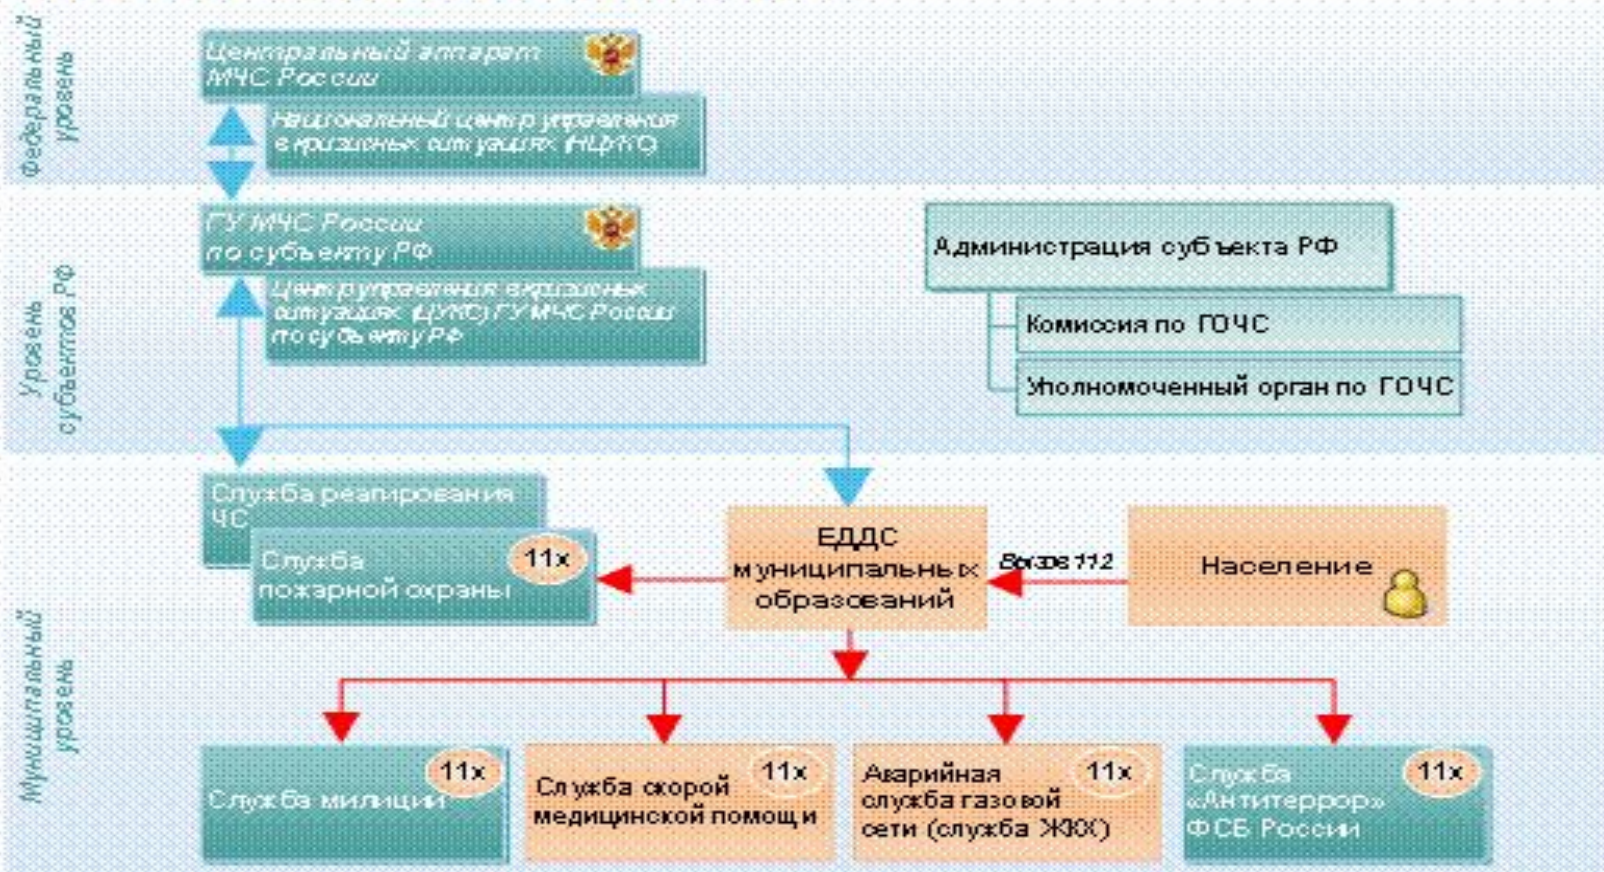 Федеральный
уровень
Центральный аппарат
МЧС России
Национальный центр управления
в кризисных ситуациях (НЦУКС)
Уровень
субъектов РФ
ГУ МЧС России
по субъекту РФ
Центр управления в кризисных
ситуациях (ЦУКС) ГУ МЧС России
по субъекту РФ
Администрация субъекта РФ
Комиссия по ГОЧС
Уполномоченный орган по ГОЧС
Муниципальный
уровень
Служба реагирования
ЧС
Служба
пожарной охраны
11х
ЕДДС
муниципальных
образований
Вызов 112
Население
Служба милиции
11х
Служба скорой
медицинской помощи
11х
Аварийная
служба газовой
сети (служба ЖКХ)
11х
Служба
«Антитеррор»
ФСБ России
11х